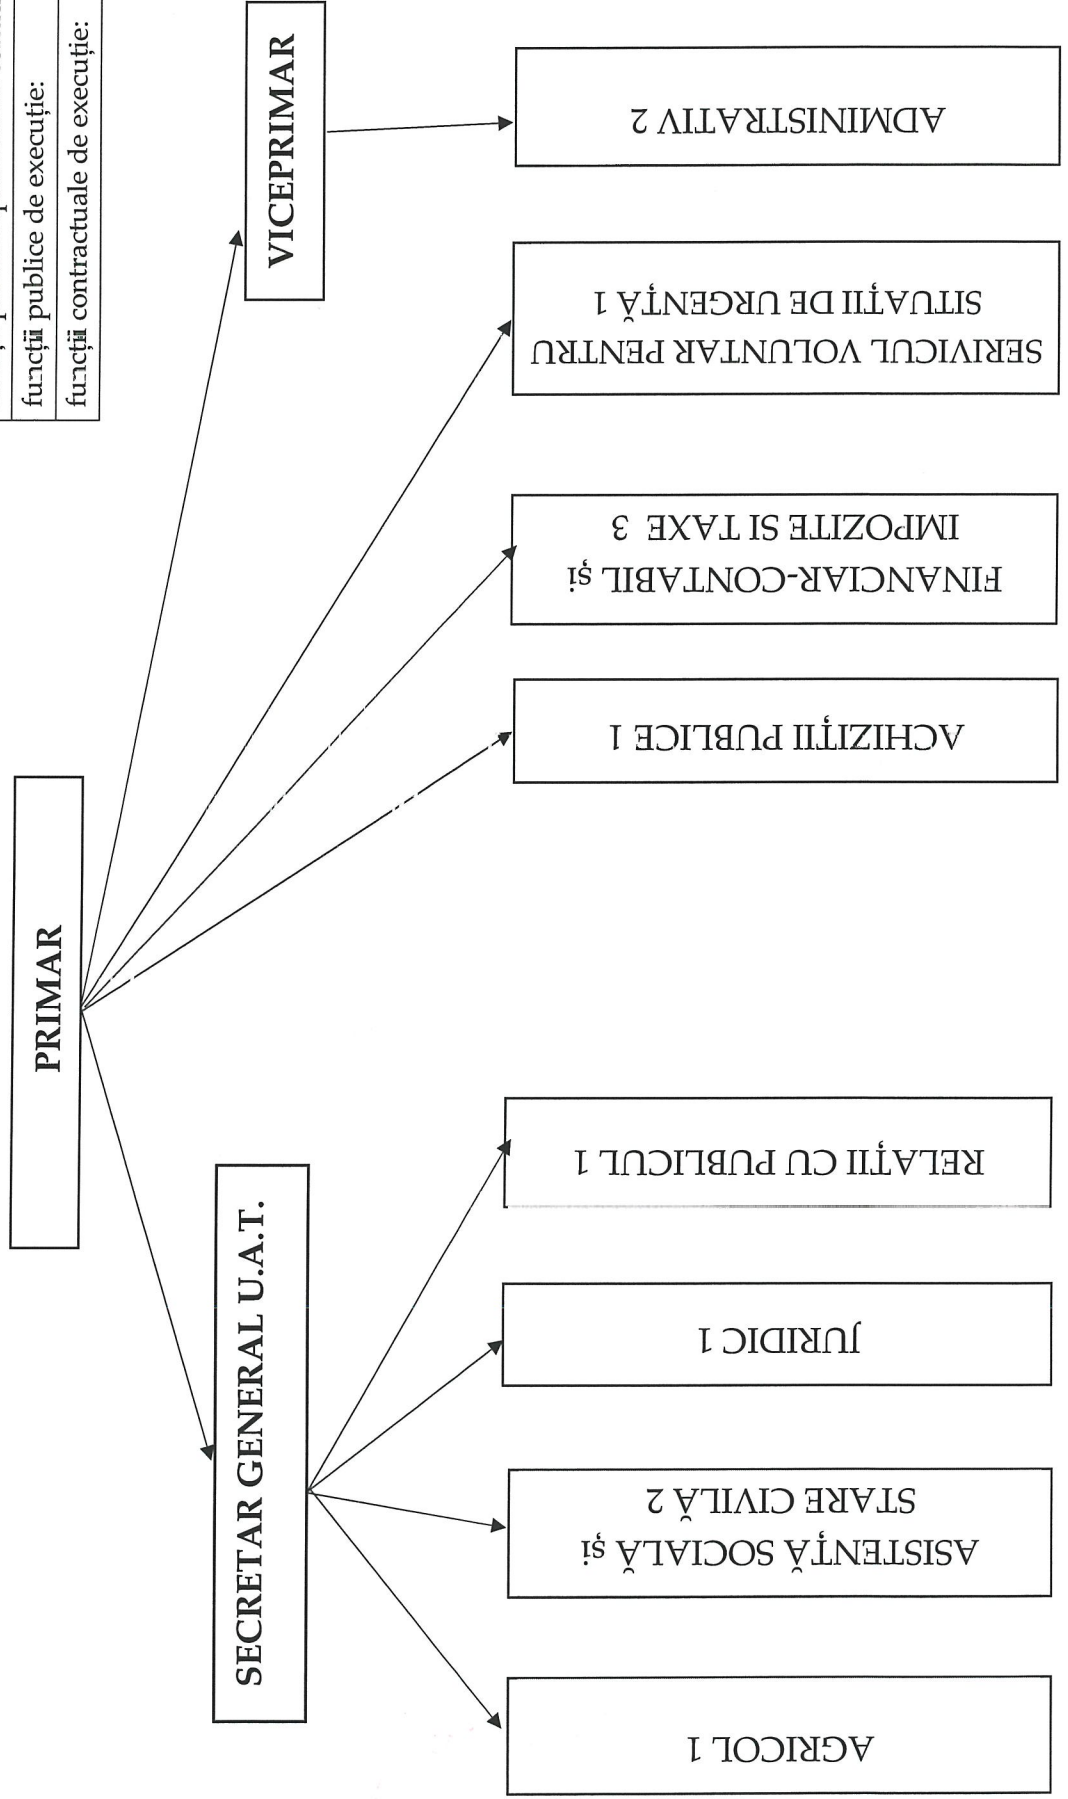 funcții publice de execuție:
funcții contractuale de execuție:
PRIMAR
SECRETAR GENERAL U.A.T.
VICEPRIMAR
AGRICOL 1
ASISTENȚĂ SOCIALĂ și
STARE CIVILĂ 2
JURIDIC 1
RELAȚII CU PUBLICUL 1
ACHIZIȚII PUBLICE 1
FINANCIAR-CONTABIL și
IMPOZITE SI TAXE 3
SERIVICUL VOLUNTAR PENTRU
SITUAȚII DE URGENȚĂ 1
ADMINISTRATIV 2